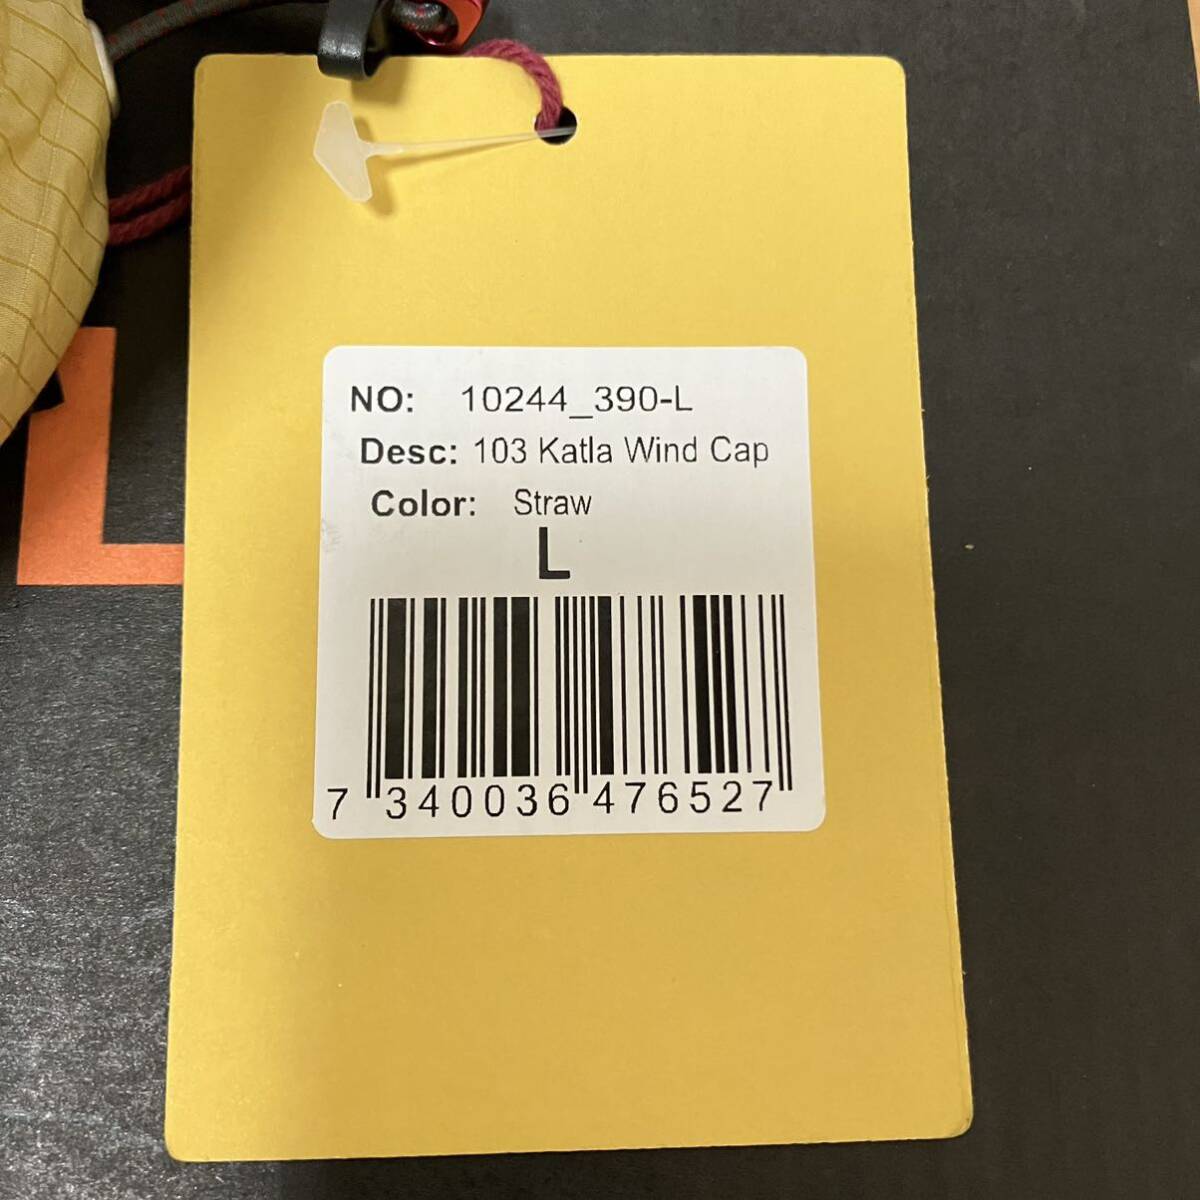 NO: 10244_390-L
Desc: 103 Katla Wind Cap
Color: Straw
L
7 340036 476527